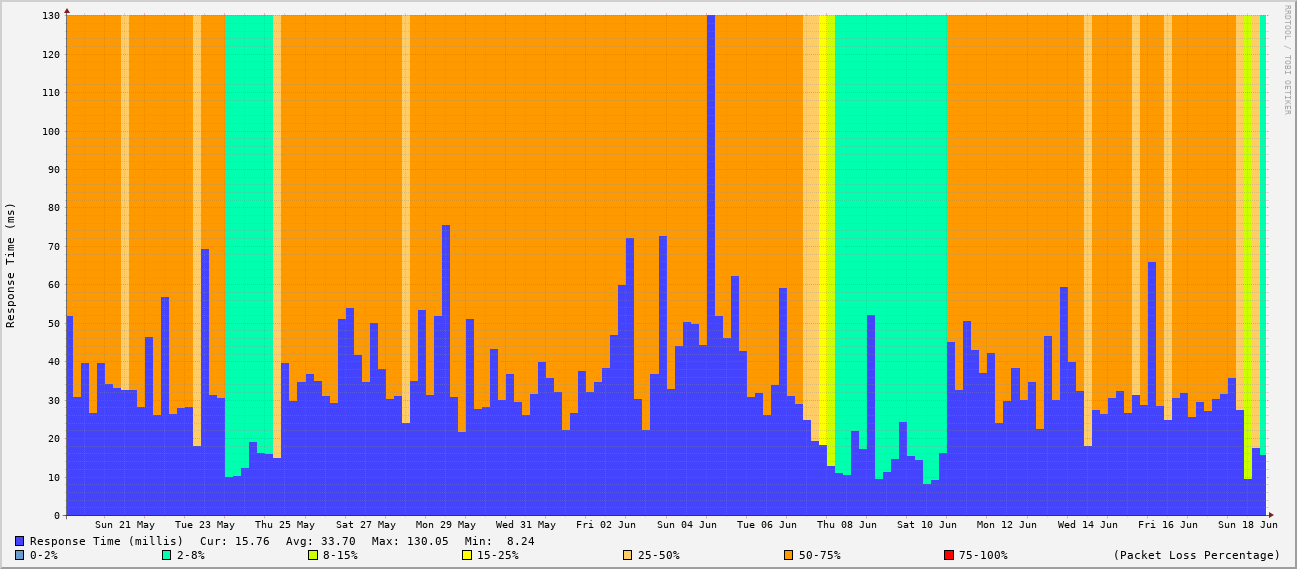 RRDTOOL / TOBI OETIKER
Response Time (ms)
130
120
110
100
90
80
70
60
50
40
30
20
10
0
Sun 21 May Tue 23 May Thu 25 May Sat 27 May Mon 29 May Wed 31 May Fri 02 Jun Sun 04 Jun Tue 06 Jun Thu 08 Jun Sat 10 Jun Mon 12 Jun Wed 14 Jun Fri 16 Jun Sun 18 Jun
Response Time (millis) Cur: 15.76 Avg: 33.70 Max: 130.05 Min: 8.24
0-2% 2-8% 8-15% 15-25% 25-50% 50-75% 75-100% (Packet Loss Percentage)